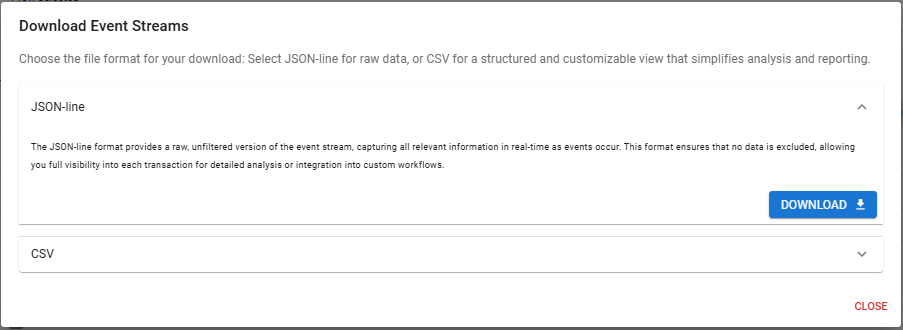 Download Event Streams
Choose the file format for your download: Select JSON-line for raw data, or CSV for a structured and customizable view that simplifies analysis and reporting.
JSON-line
The JSON-line format provides a raw, unfiltered version of the event stream, capturing all relevant information in real-time as events occur. This format ensures that no data is excluded, allowing
you full visibility into each transaction for detailed analysis or integration into custom workflows.
DOWNLOAD
CSV
CLOSE